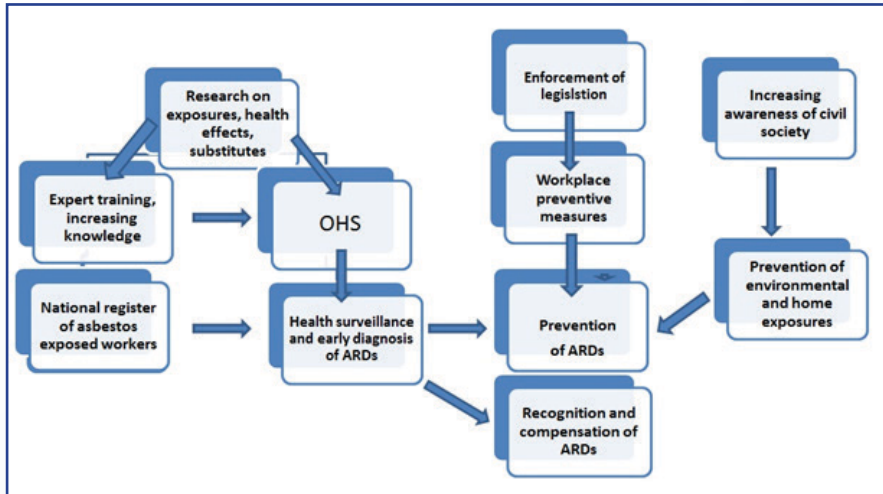 Research on
exposures, health
effects,
substitutes
Enforcement of
legislstion
Increasing
awareness of civil
society
Expert training,
increasing
knowledge
OHS
Workplace
preventive
measures
National register
of asbestos
exposed workers
Health surveillance
and early diagnosis
of ARDs
Prevention
of ARDs
Prevention of
environmental
and home
exposures
Recognition and
compensation of
ARDs